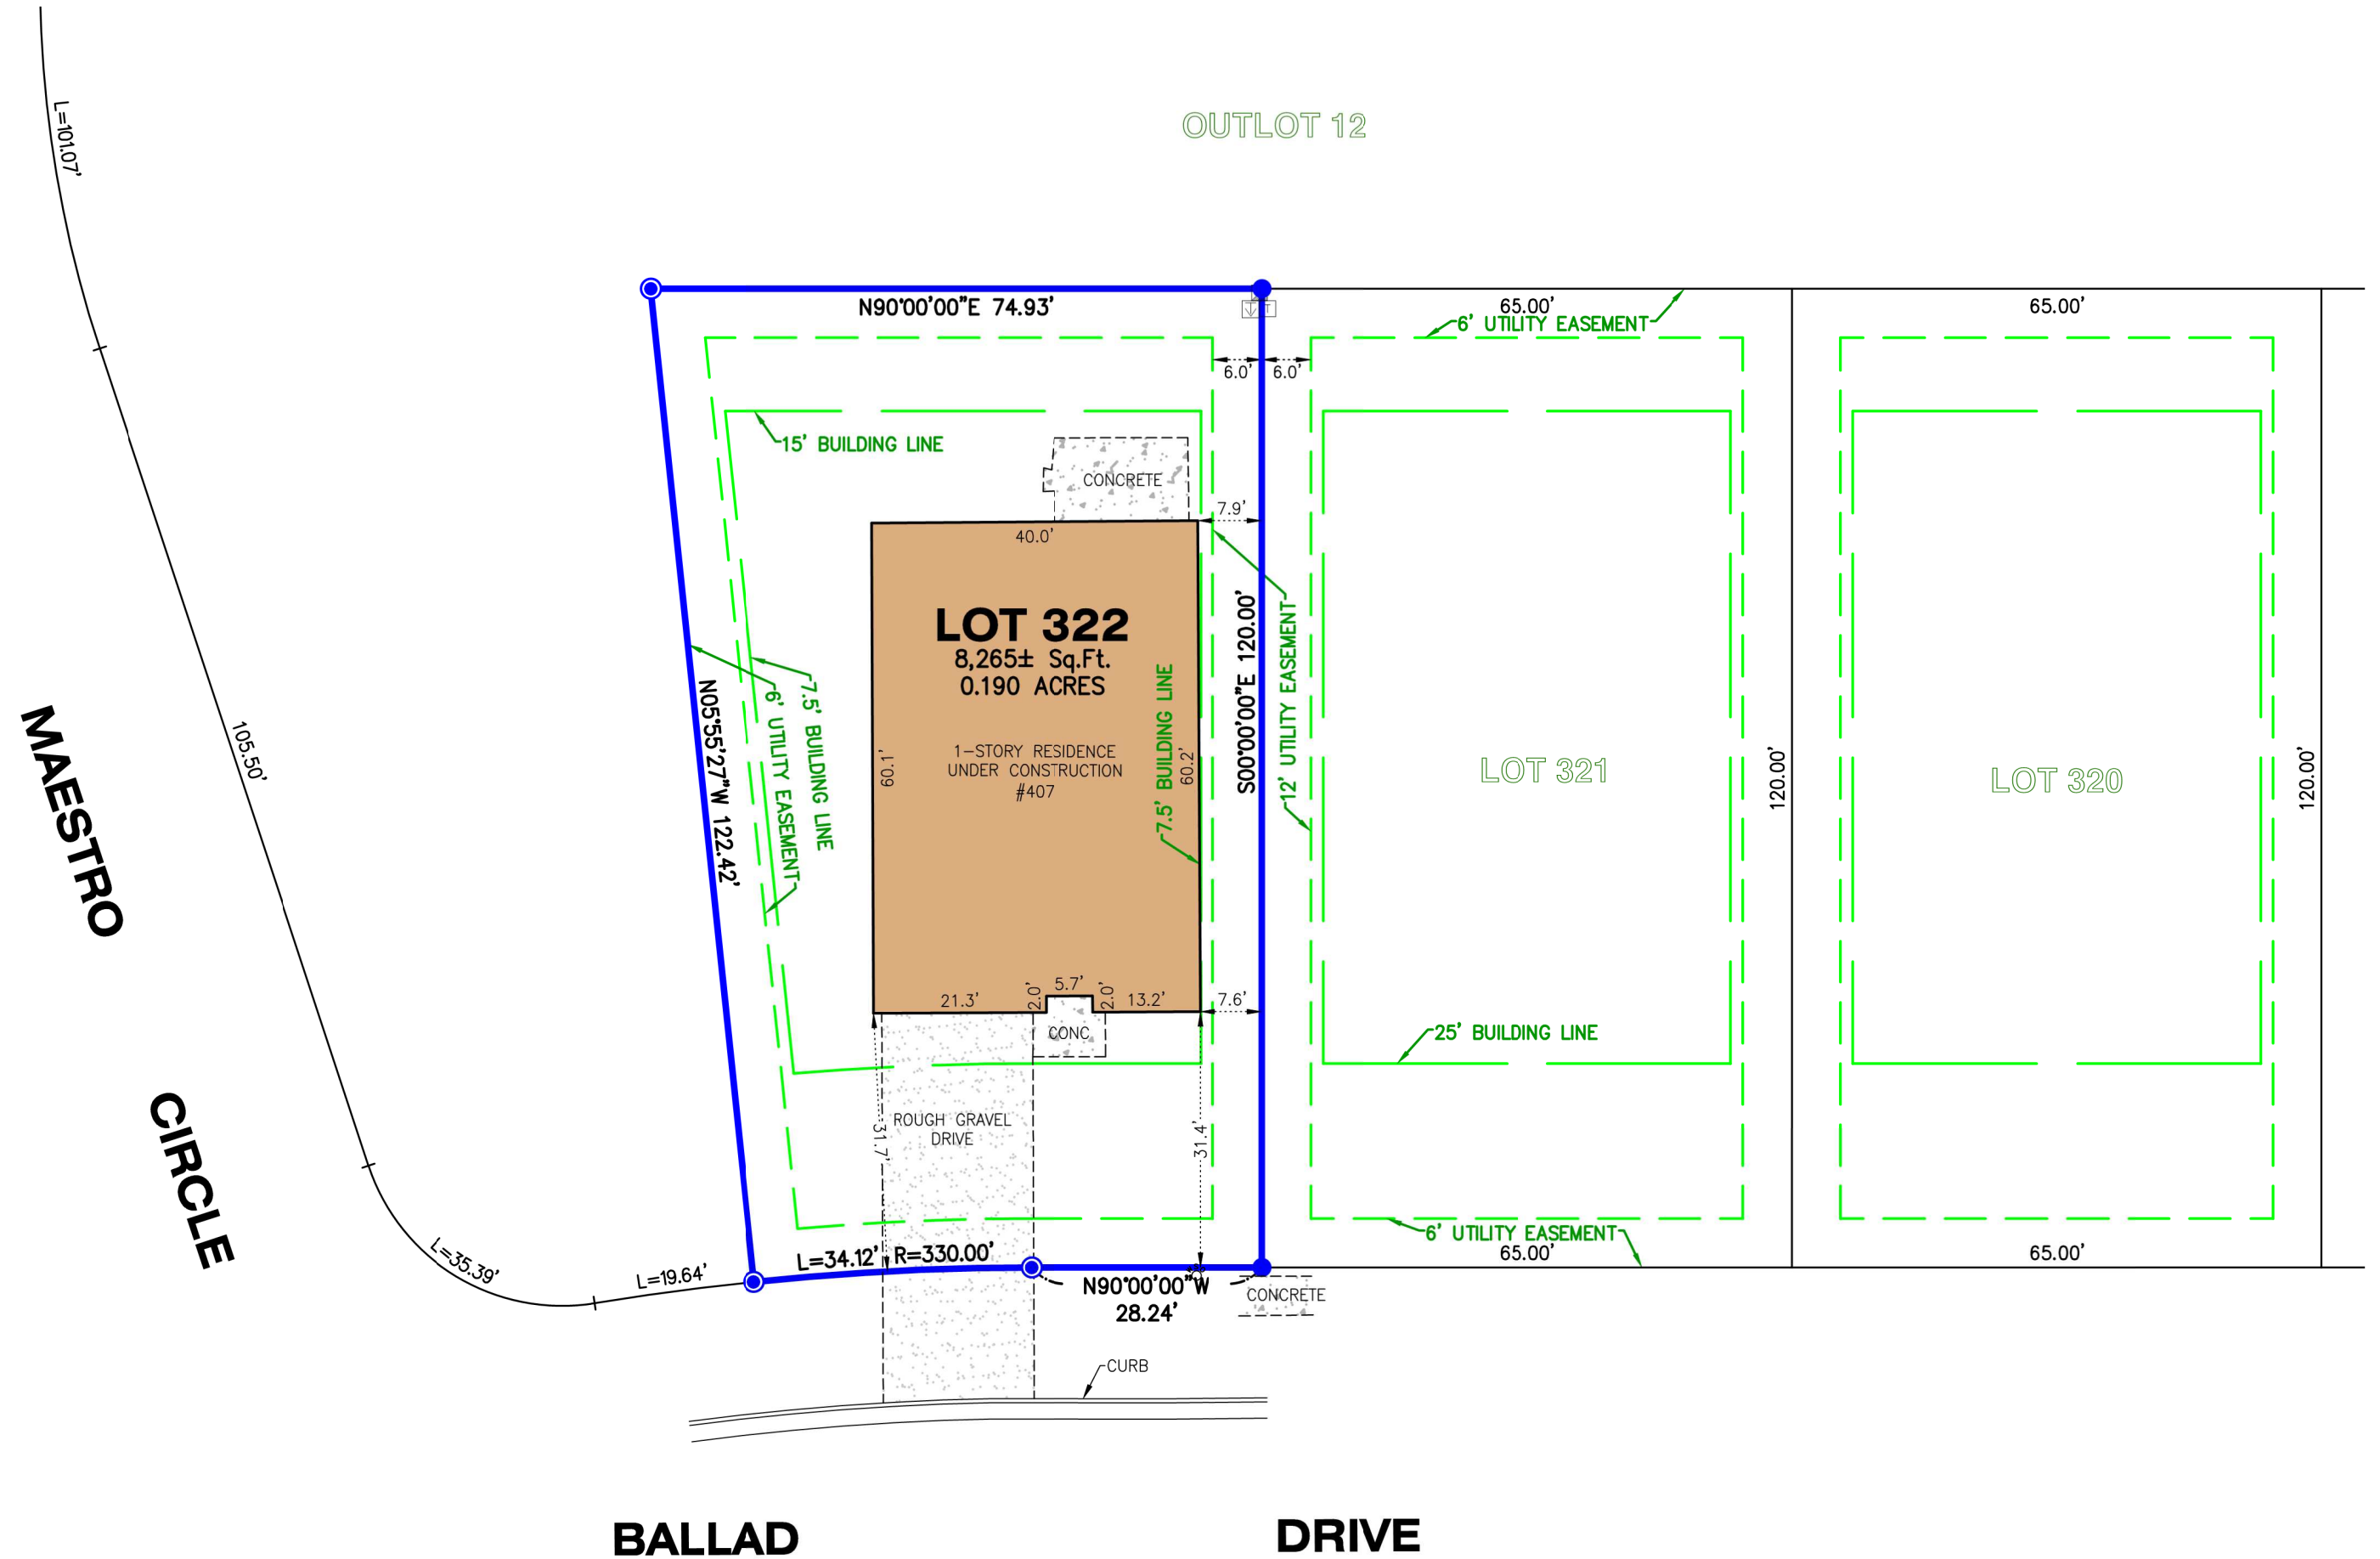 L=101.07'
OUTLOT 12
N90°00'00"E 74.93'
65.00'
65.00'
6' UTILITY EASEMENT
6.0'
6.0'
15' BUILDING LINE
CONCRETE
7.9'
40.0'
LOT 322
8,265± Sq.Ft.
0.190 ACRES
1-STORY RESIDENCE
UNDER CONSTRUCTION
#407
60.1'
60.2'
7.5' BUILDING LINE
S00°00'00"E 120.00'
12' UTILITY EASEMENT
N05°55'27"W 122.42'
6' UTILITY EASEMENT
7.5' BUILDING LINE
105.50'
MAESTRO
CIRCLE
LOT 321
120.00'
LOT 320
120.00'
21.3'
2.0'
5.7'
2.0'
13.2'
7.6'
CONC
25' BUILDING LINE
ROUGH GRAVEL
DRIVE
31.7'
31.4'
6' UTILITY EASEMENT
65.00'
65.00'
L=35.39'
L=19.64'
L=34.12' R=330.00'
N90°00'00"W
28.24'
CONCRETE
CURB
BALLAD DRIVE